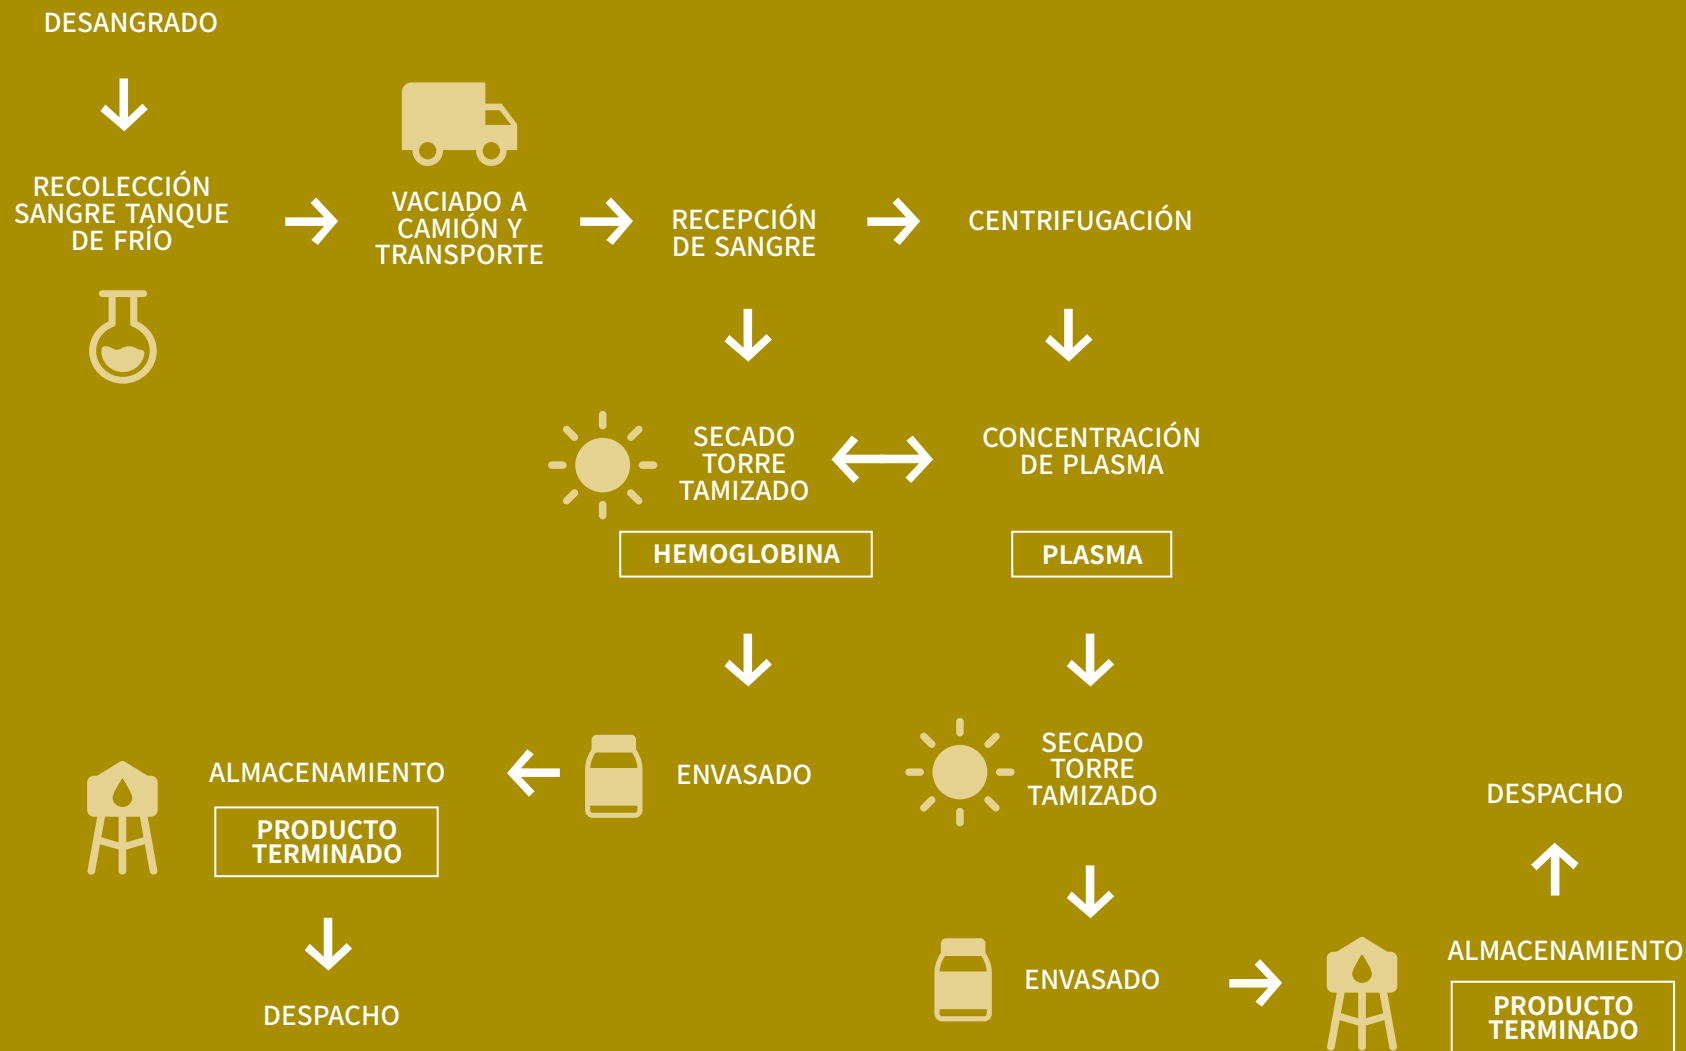 DESANGRADO
RECOLECCIÓN
SANGRE TANQUE
DE FRÍO
VACIADO A
CAMIÓN Y
TRANSPORTE
RECEPCIÓN
DE SANGRE
CENTRIFUGACIÓN
SECADO
TORRE
TAMIZADO
HEMOGLOBINA
CONCENTRACIÓN
DE PLASMA
PLASMA
ENVASADO
ALMACENAMIENTO
PRODUCTO
TERMINADO
DESPACHO
SECADO
TORRE
TAMIZADO
ENVASADO
ALMACENAMIENTO
PRODUCTO
TERMINADO
DESPACHO